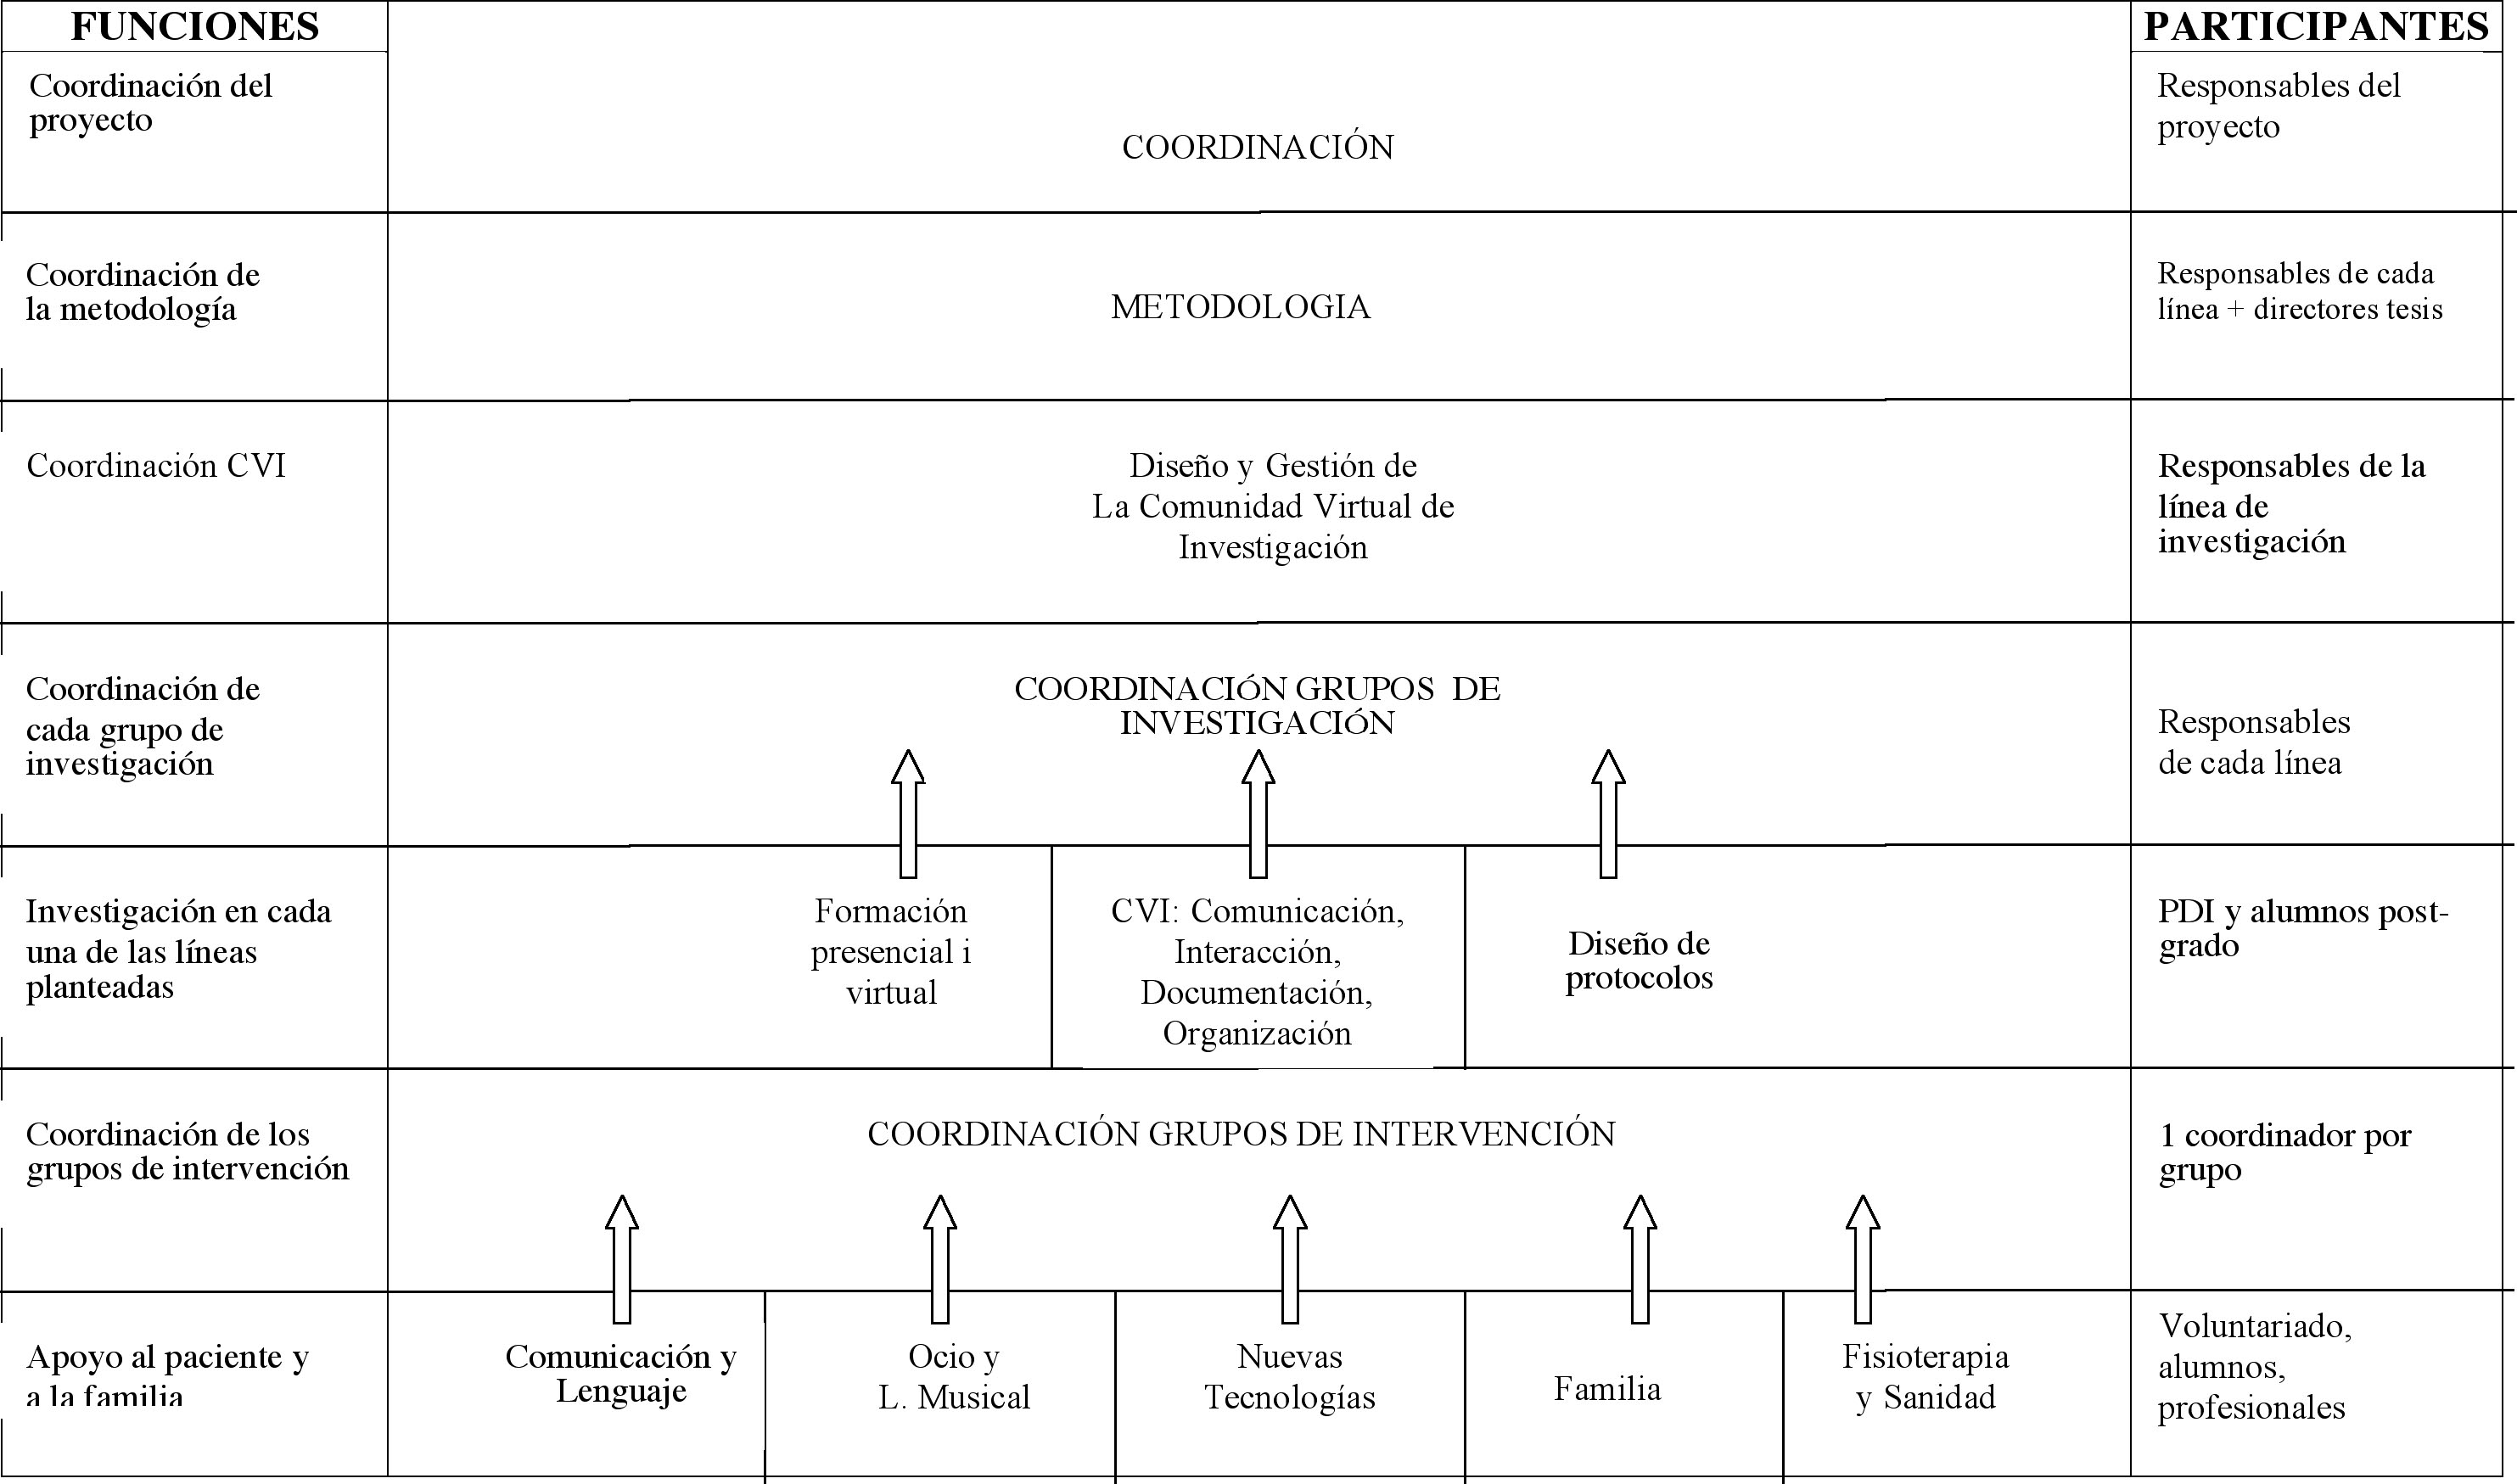 FUNCIONES
PARTICIPANTES
Coordinación del
proyecto
COORDINACIÓN
Responsables del
proyecto
Coordinación de
la metodología
METODOLOGIA
Responsables de cada
línea + directores tesis
Coordinación CVI
Diseño y Gestión de
La Comunidad Virtual de
Investigación
Responsables de la
línea de
investigación
Coordinación de
cada grupo de
investigación
COORDINACIóN GRUPOS DE
INVESTIGACIóN
Responsables
de cada línea
Investigación en cada
una de las líneas
planteadas
Formación
presencial i
virtual
CVI: Comunicación,
Interacción,
Documentación,
Organización
Diseño de
protocolos
PDI y alumnos post-
grado
Coordinación de los
grupos de intervención
COORDINACIÓN GRUPOS DE INTERVENCIÓN
1 coordinador por
grupo
Apoyo al paciente y
a la familia
Comunicación y
Lenguaje
Ocio y
L. Musical
Nuevas
Tecnologías
Familia
Fisioterapia
y Sanidad
Voluntariado,
alumnos,
profesionales